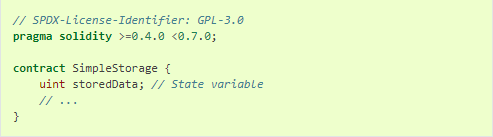 // SPDX-License-Identifier: GPL-3.0
pragma solidity >=0.4.0 <0.7.0;
contract SimpleStorage {
uint storedData; // State variable
// ...
}